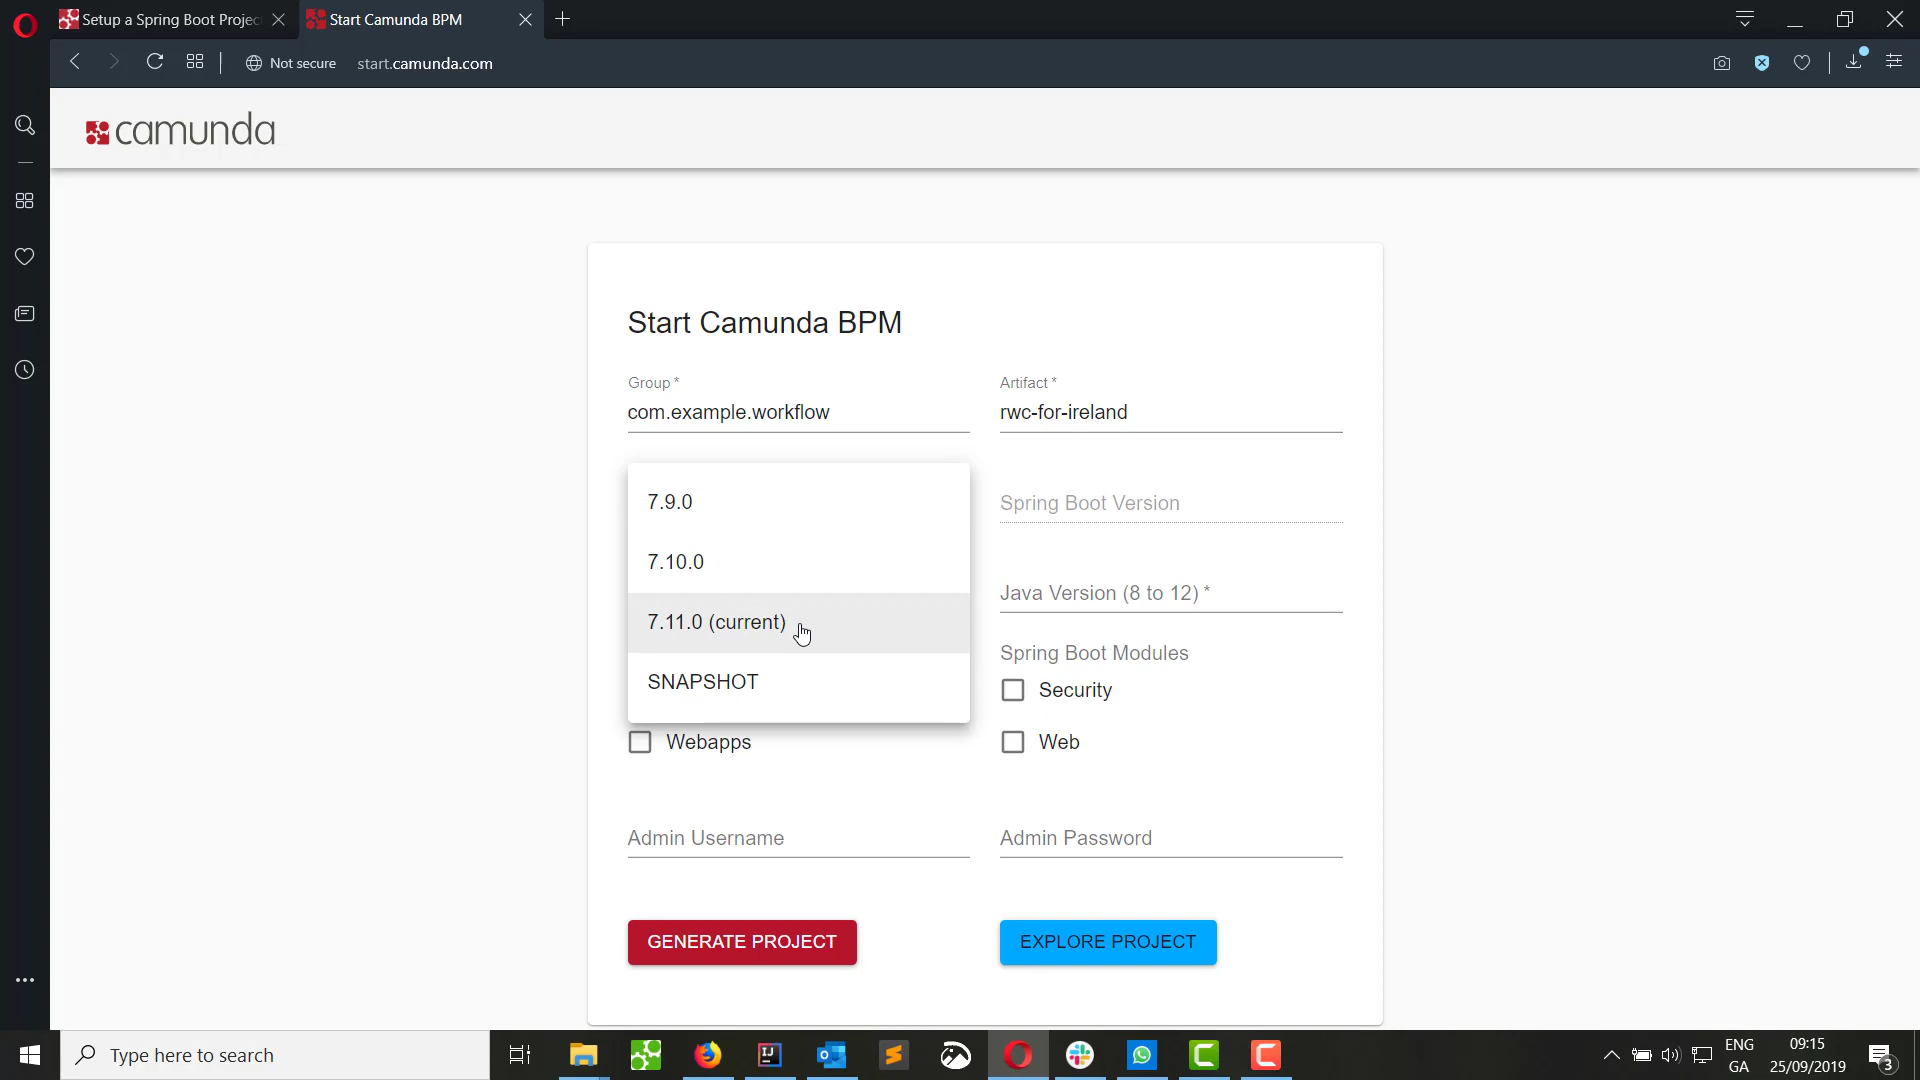 Setup a Spring Boot Projec
Start Camunda BPM
Not secure
start.camunda.com
camunda
Start Camunda BPM
Group *
Artifact *
com.example.workflow
rwc-for-ireland
7.9.0
Spring Boot Version
7.10.0
Java Version (8 to 12) *
7.11.0 (current)
Spring Boot Modules
SNAPSHOT
Security
Webapps
Web
Admin Username
Admin Password
GENERATE PROJECT
EXPLORE PROJECT
Type here to search
IJ
ENG
GA
09:15
25/09/2019
3